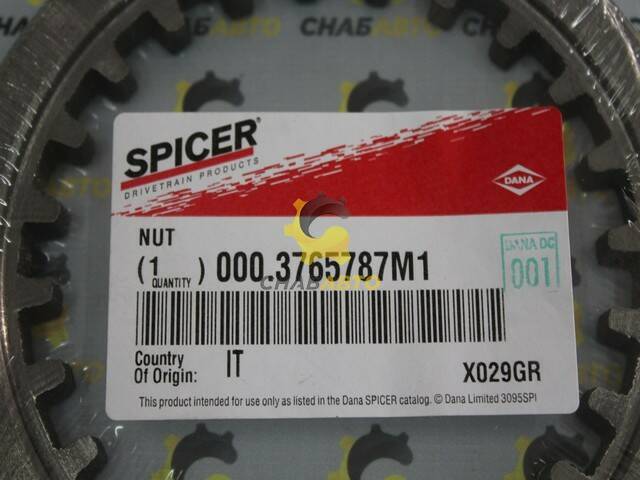 СНАБАВТО
SPICER®
DRIVETRAIN PRODUCTS
DANA
NUT
(1 QUANTITY) 000.3765787M1
DANA DC
001
СНАБАВТО
Country
Of Origin: IT
X029GR
This product intended for use only as listed in the Dana SPICER catalog. © Dana Limited 3095SPI